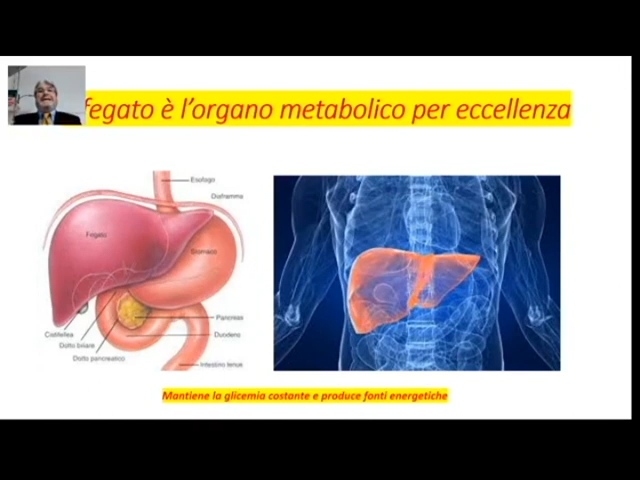 fegato è l'organo metabolico per eccellenza
Esofago
Diaframma
Fegato
Stomaco
Pancreas
Cistifellea
Duodeno
Dotto biliare
Dotto pancreatico
Intestino tenue
Mantiene la glicemia costante e produce fonti energetiche